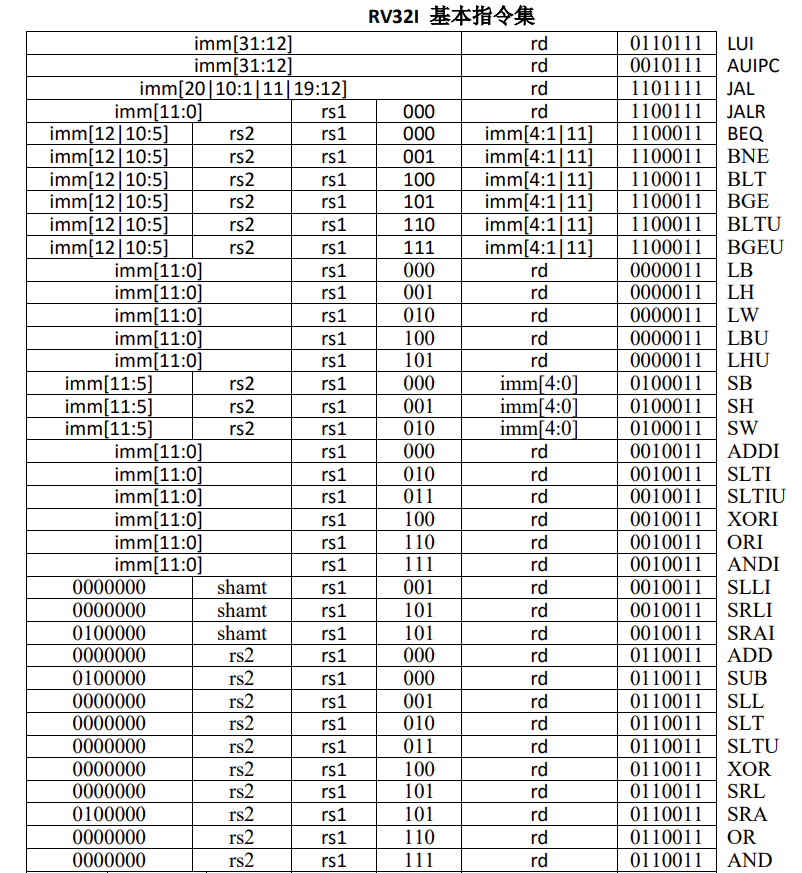 RV32I 基本指令集
imm[31:12] rd 0110111 LUI
imm[31:12] rd 0010111 AUIPC
imm[20|10:1|11|19:12] rd 1101111 JAL
imm[11:0] rs1 000 rd 1100111 JALR
imm[12|10:5] rs2 rs1 000 imm[4:1|11] 1100011 BEQ
imm[12|10:5] rs2 rs1 001 imm[4:1|11] 1100011 BNE
imm[12|10:5] rs2 rs1 100 imm[4:1|11] 1100011 BLT
imm[12|10:5] rs2 rs1 101 imm[4:1|11] 1100011 BGE
imm[12|10:5] rs2 rs1 110 imm[4:1|11] 1100011 BLTU
imm[12|10:5] rs2 rs1 111 imm[4:1|11] 1100011 BGEU
imm[11:0] rs1 000 rd 0000011 LB
imm[11:0] rs1 001 rd 0000011 LH
imm[11:0] rs1 010 rd 0000011 LW
imm[11:0] rs1 100 rd 0000011 LBU
imm[11:0] rs1 101 rd 0000011 LHU
imm[11:5] rs2 rs1 000 imm[4:0] 0100011 SB
imm[11:5] rs2 rs1 001 imm[4:0] 0100011 SH
imm[11:5] rs2 rs1 010 imm[4:0] 0100011 SW
imm[11:0] rs1 000 rd 0010011 ADDI
imm[11:0] rs1 010 rd 0010011 SLTI
imm[11:0] rs1 011 rd 0010011 SLTIU
imm[11:0] rs1 100 rd 0010011 XORI
imm[11:0] rs1 110 rd 0010011 ORI
imm[11:0] rs1 111 rd 0010011 ANDI
0000000 shamt rs1 001 rd 0010011 SLLI
0000000 shamt rs1 101 rd 0010011 SRLI
0100000 shamt rs1 101 rd 0010011 SRAI
0000000 rs2 rs1 000 rd 0110011 ADD
0100000 rs2 rs1 000 rd 0110011 SUB
0000000 rs2 rs1 001 rd 0110011 SLL
0000000 rs2 rs1 010 rd 0110011 SLT
0000000 rs2 rs1 011 rd 0110011 SLTU
0000000 rs2 rs1 100 rd 0110011 XOR
0000000 rs2 rs1 101 rd 0110011 SRL
0100000 rs2 rs1 101 rd 0110011 SRA
0000000 rs2 rs1 110 rd 0110011 OR
0000000 rs2 rs1 111 rd 0110011 AND